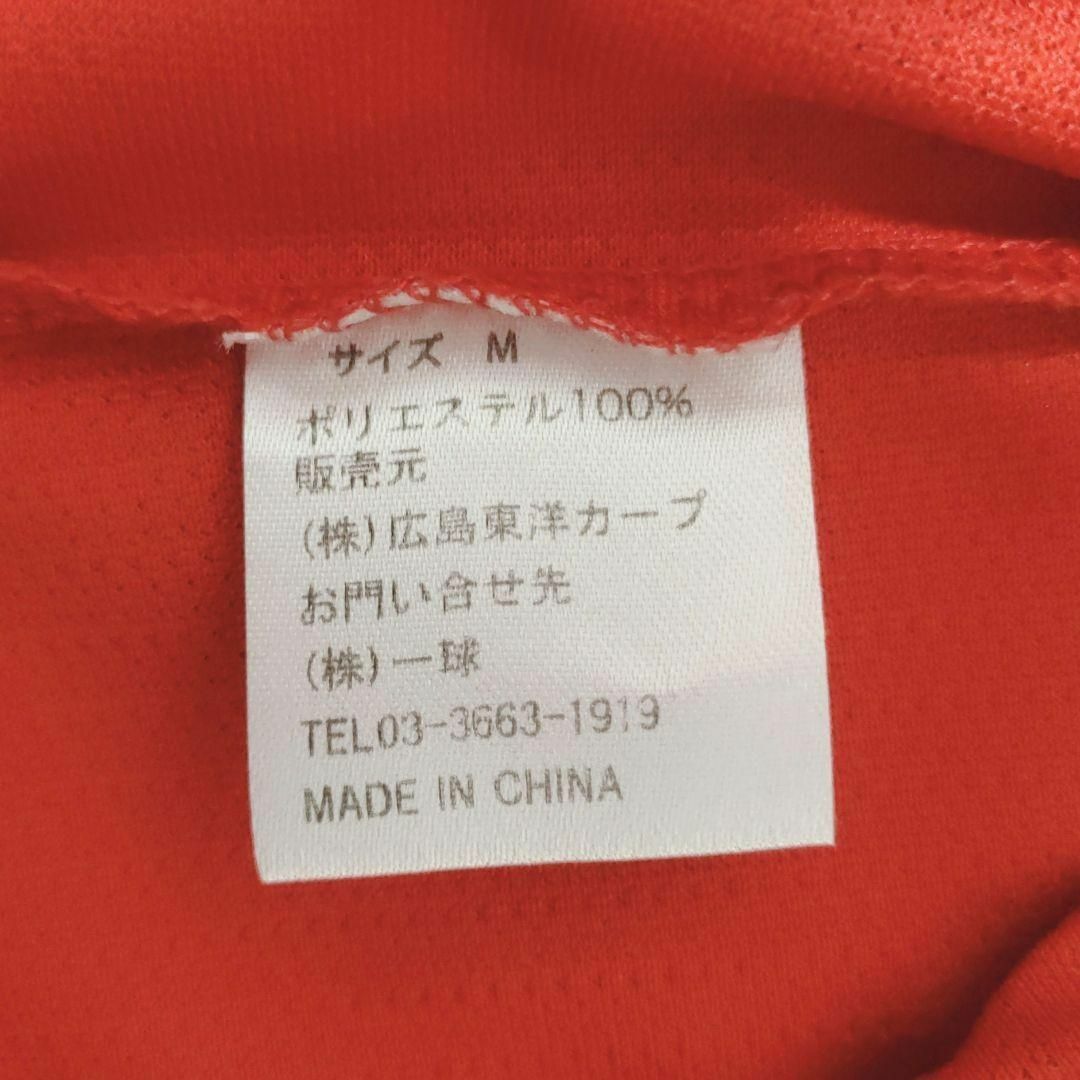 サイズ M
ポリエステル100%
販売元
(株)広島東洋カープ
お問い合せ先
(株)一球
TEL03-3663-1919
MADE IN CHINA